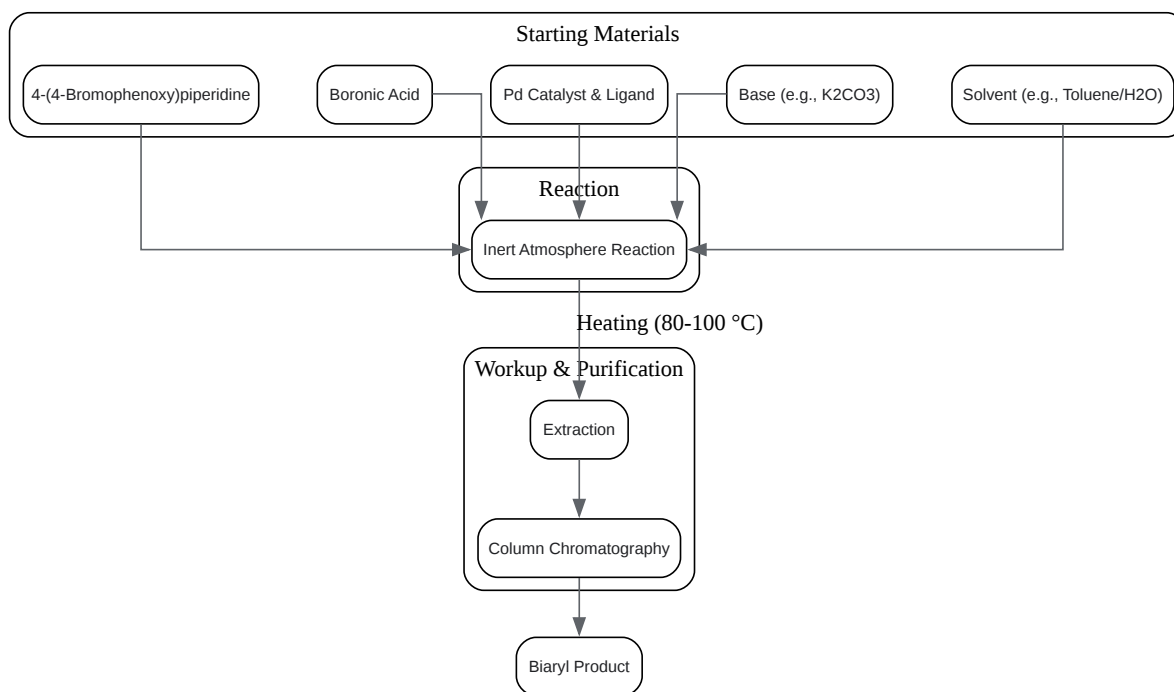 Starting Materials
4-(4-Bromophenoxy)piperidine
Boronic Acid
Pd Catalyst & Ligand
Base (e.g., K2CO3)
Solvent (e.g., Toluene/H2O)
Reaction
Inert Atmosphere Reaction
Heating (80-100 °C)
Workup & Purification
Extraction
Column Chromatography
Biaryl Product